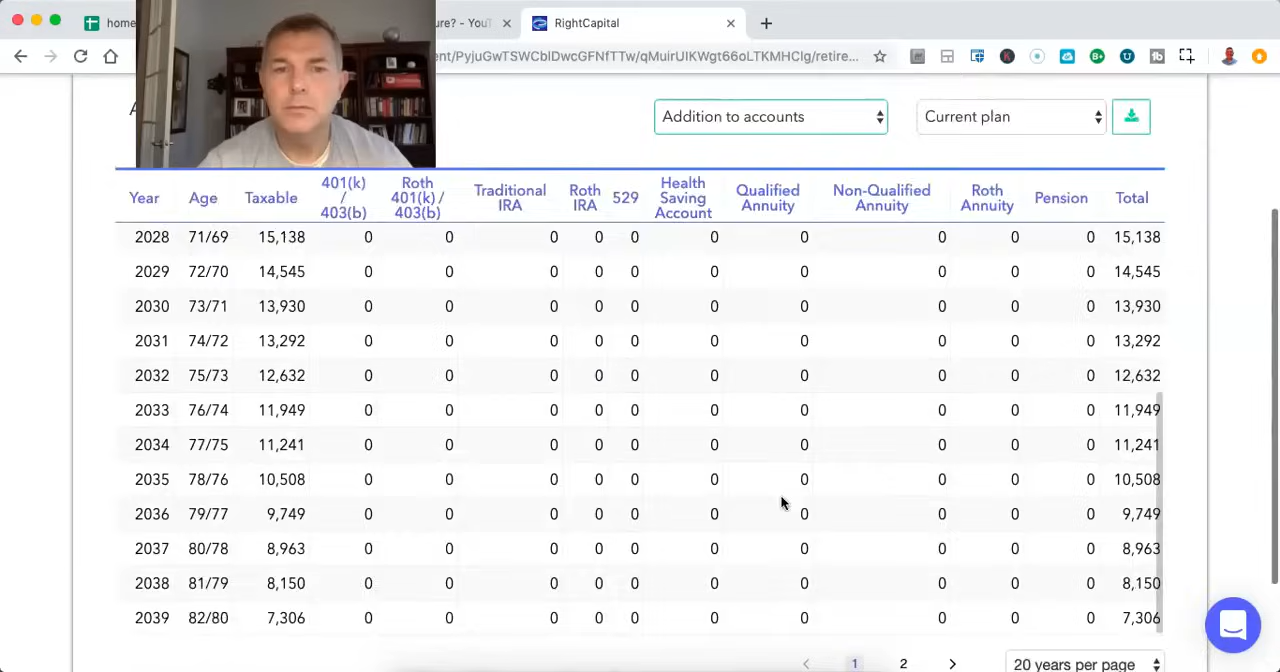 home
ure? - YouT
RightCapital
ent/PyjuGwTSWCblDwcGFNfTTw/qMuirUIKWgt66oLTKMHClg/retire...
Addition to accounts
Current plan
Year Age Taxable 401(k) / 403(b) Roth 401(k) / 403(b) Traditional IRA Roth IRA 529 Health Saving Account Qualified Annuity Non-Qualified Annuity Roth Annuity Pension Total
2028 71/69 15,138 0 0 0 0 0 0 0 0 0 0 15,138
2029 72/70 14,545 0 0 0 0 0 0 0 0 0 0 14,545
2030 73/71 13,930 0 0 0 0 0 0 0 0 0 0 13,930
2031 74/72 13,292 0 0 0 0 0 0 0 0 0 0 13,292
2032 75/73 12,632 0 0 0 0 0 0 0 0 0 0 12,632
2033 76/74 11,949 0 0 0 0 0 0 0 0 0 0 11,949
2034 77/75 11,241 0 0 0 0 0 0 0 0 0 0 11,241
2035 78/76 10,508 0 0 0 0 0 0 0 0 0 0 10,508
2036 79/77 9,749 0 0 0 0 0 0 0 0 0 0 9,749
2037 80/78 8,963 0 0 0 0 0 0 0 0 0 0 8,963
2038 81/79 8,150 0 0 0 0 0 0 0 0 0 0 8,150
2039 82/80 7,306 0 0 0 0 0 0 0 0 0 0 7,306
1 2
20 years per page